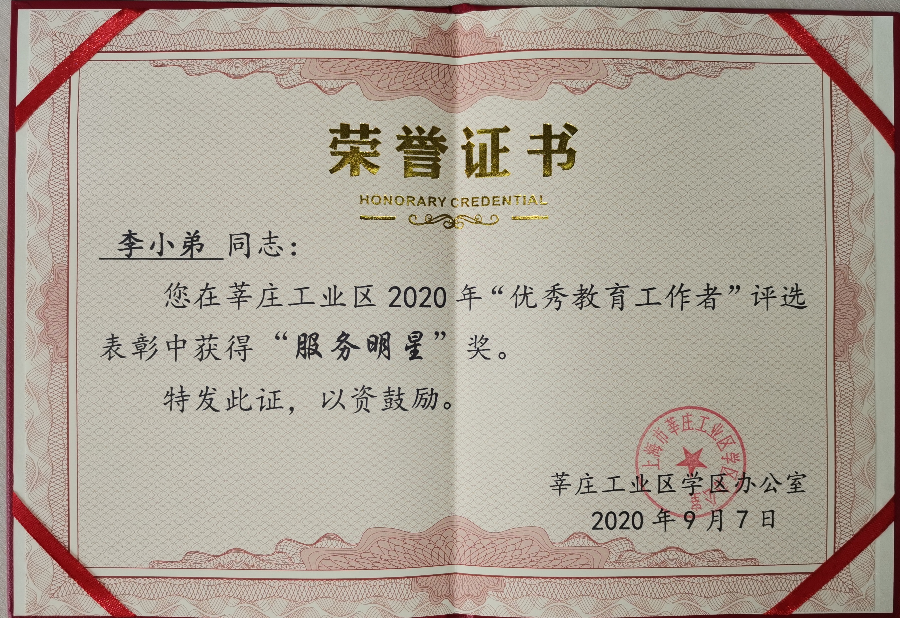 荣誉证书
HONORARY CREDENTIAL
李小弟 同志：
您在莘庄工业区 2020 年“优秀教育工作者”评选
表彰中获得“服务明星”奖。
特发此证，以资鼓励。
上海市莘庄工业区学区办公室
莘庄工业区学区办公室
2020 年 9 月 7 日